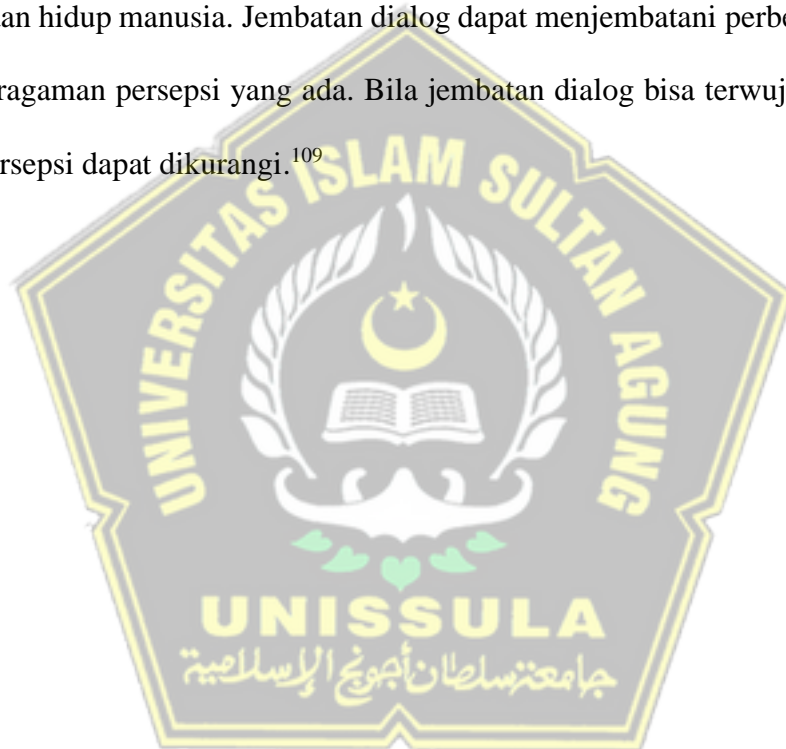 an hidup manusia. Jembatan dialog dapat menjembatani perbe
ragaman persepsi yang ada. Bila jembatan dialog bisa terwuj
rsepsi dapat dikurangi.109
UNIVERSITAS ISLAM SULTAN AGUNG
UNISSULA
جامعة سلطان أجونج الإسلامية